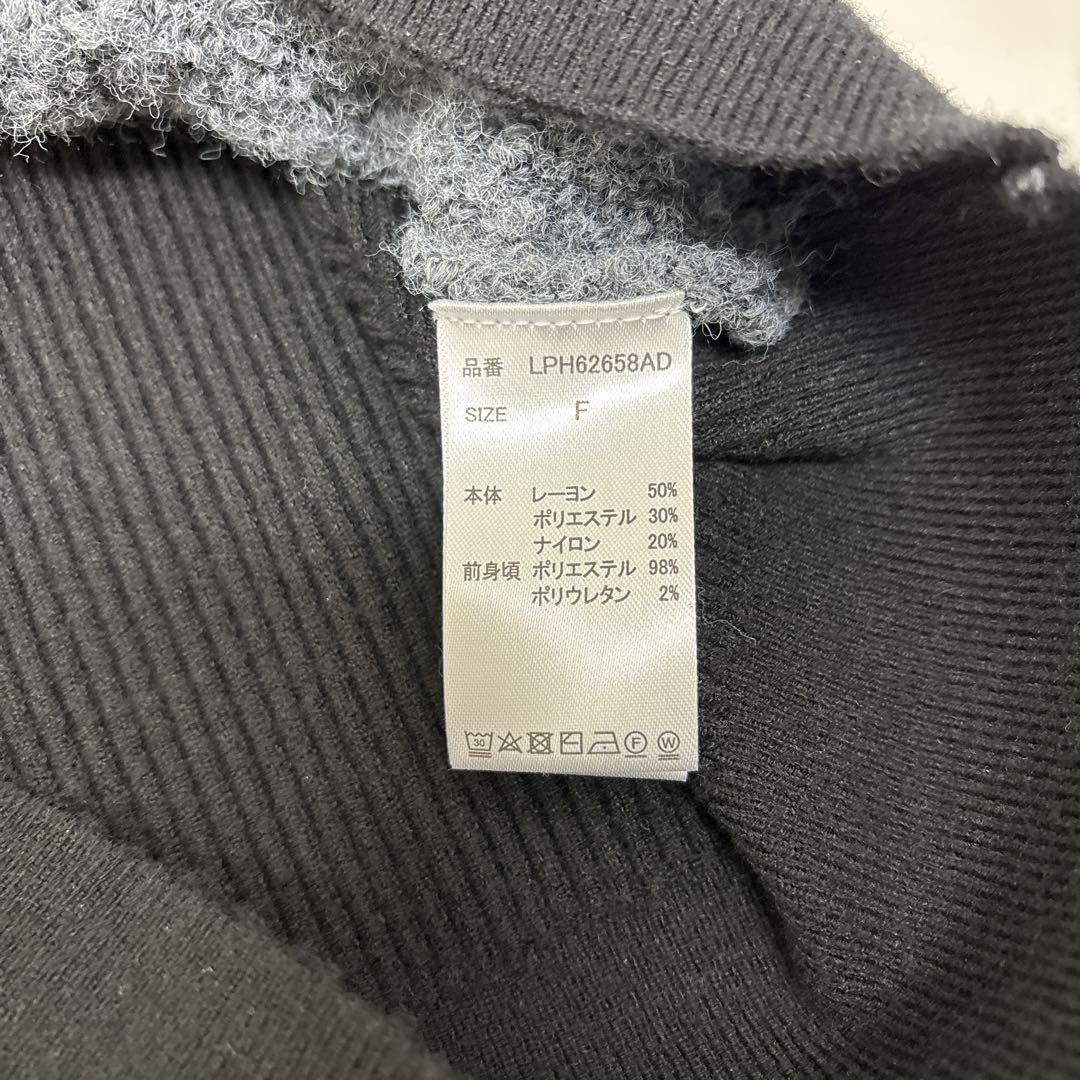 品番 LPH62658AD
SIZE F
本体 レーヨン 50%
ポリエステル 30%
ナイロン 20%
前身頃 ポリエステル 98%
ポリウレタン 2%
30 F W